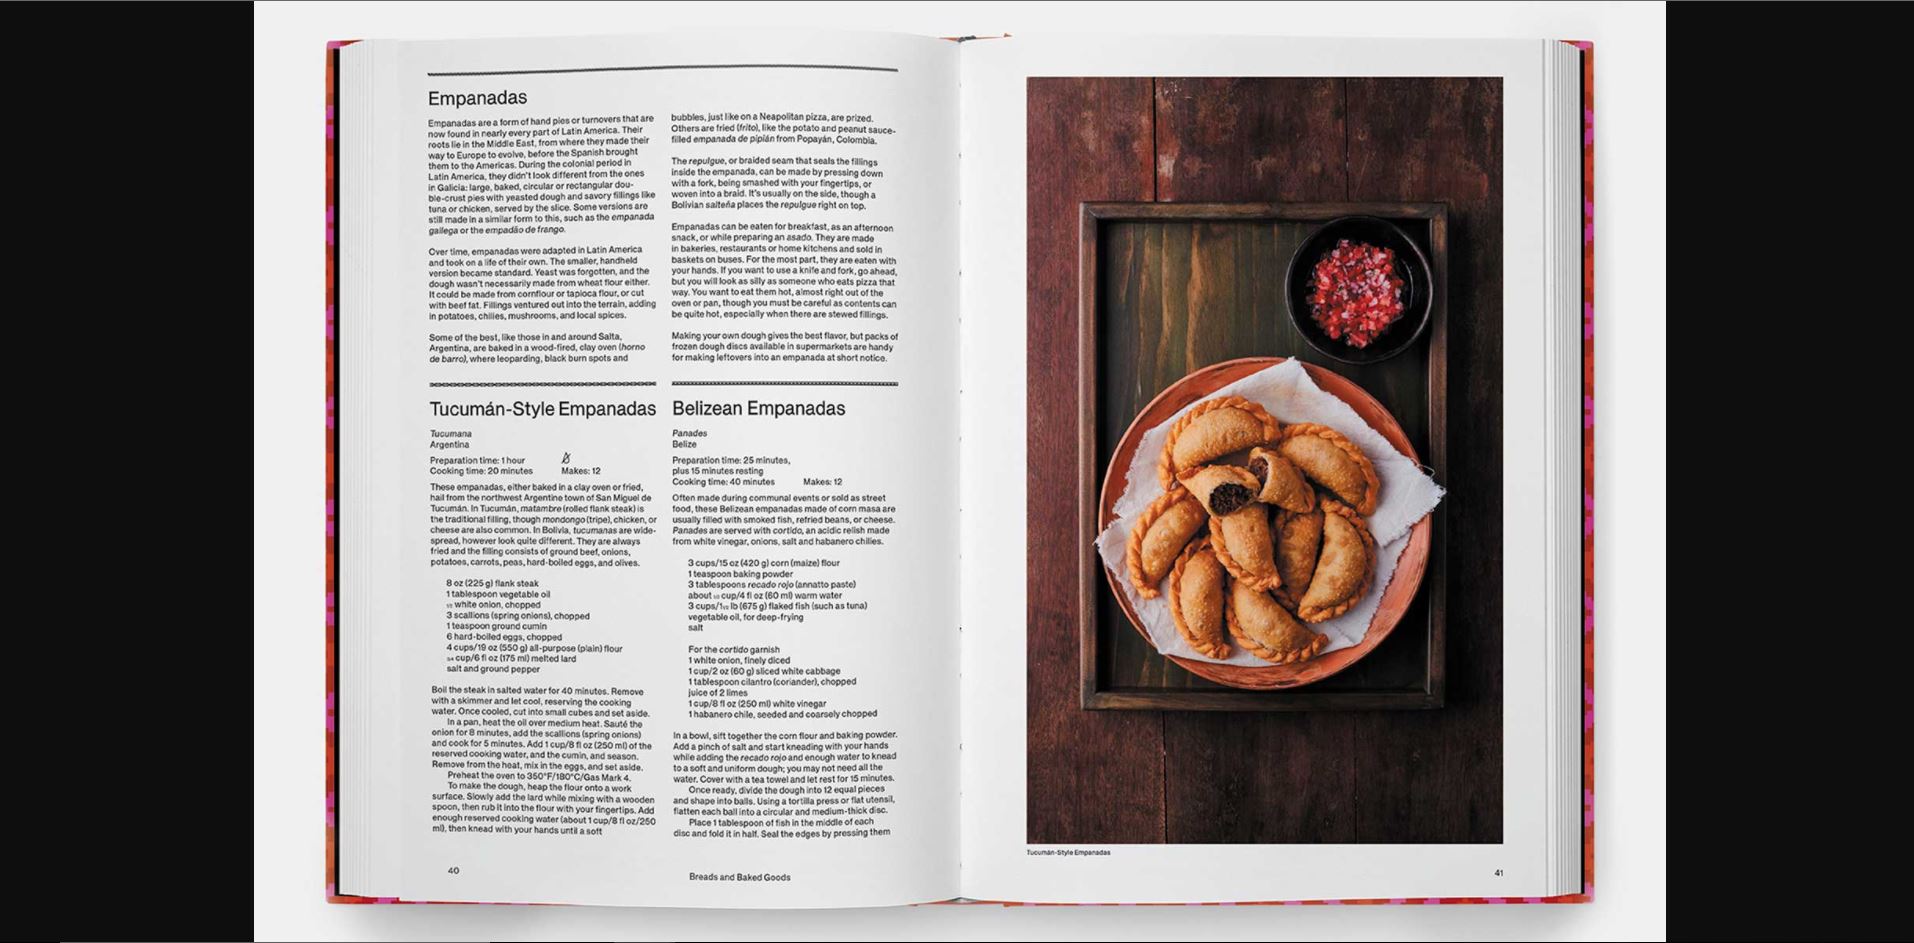 Empanadas
Empanadas are a form of hand pies or turnovers that are
now found in nearly every part of Latin America. Their
roots lie in the Middle East, from where they made their
way to Europe to evolve, before the Spanish brought
them to the Americas. During the colonial period in
Latin America, they didn't look different from the ones
in Galicia: large, baked, circular or rectangular dou-
ble-crust pies with yeasted dough and savory fillings like
tuna or chicken, served by the slice. Some versions are
still made in a similar form to this, such as the empanada
gallega or the empadão de frango.
Over time, empanadas were adapted in Latin America
and took on a life of their own. The smaller, handheld
version became standard. Yeast was forgotten, and the
dough wasn't necessarily made from wheat flour either.
It could be made from cornflour or tapioca flour, or cut
with beef fat. Fillings ventured out into the terrain, adding
in potatoes, chilies, mushrooms, and local spices.
Some of the best, like those in and around Salta,
Argentina, are baked in a wood-fired, clay oven (horno
de barro), where leoparding, black burn spots and
bubbles, just like on a Neapolitan pizza, are prized.
Others are fried (frito), like the potato and peanut sauce-
filled empanada de pipián from Popayán, Colombia.
The repulgue, or braided seam that seals the fillings
inside the empanada, can be made by pressing down
with a fork, being smashed with your fingertips, or
woven into a braid. It's usually on the side, though a
Bolivian salteña places the repulgue right on top.
Empanadas can be eaten for breakfast, as an afternoon
snack, or while preparing an asado. They are made
in bakeries, restaurants or home kitchens and sold in
baskets on buses. For the most part, they are eaten with
your hands. If you want to use a knife and fork, go ahead,
but you will look as silly as someone who eats pizza that
way. You want to eat them hot, almost right out of the
oven or pan, though you must be careful as contents can
be quite hot, especially when there are stewed fillings.
Making your own dough gives the best flavor, but packs of
frozen dough discs available in supermarkets are handy
for making leftovers into an empanada at short notice.
Tucumán-Style Empanadas
Tucumana
Argentina
Preparation time: 1 hour
Cooking time: 20 minutes Makes: 12
These empanadas, either baked in a clay oven or fried,
hail from the northwest Argentine town of San Miguel de
Tucumán. In Tucumán, matambre (rolled flank steak) is
the traditional filling, though mondongo (tripe), chicken, or
cheese are also common. In Bolivia, tucumanas are wide-
spread, however look quite different. They are always
fried and the filling consists of ground beef, onions,
potatoes, carrots, peas, hard-boiled eggs, and olives.
8 oz (225 g) flank steak
1 tablespoon vegetable oil
1/2 white onion, chopped
3 scallions (spring onions), chopped
1 teaspoon ground cumin
6 hard-boiled eggs, chopped
4 cups/19 oz (550 g) all-purpose (plain) flour
3/4 cup/6 fl oz (175 ml) melted lard
salt and ground pepper
Boil the steak in salted water for 40 minutes. Remove
with a skimmer and let cool, reserving the cooking
water. Once cooled, cut into small cubes and set aside.
In a pan, heat the oil over medium heat. Sauté the
onion for 8 minutes, add the scallions (spring onions)
and cook for 5 minutes. Add 1 cup/8 fl oz (250 ml) of the
reserved cooking water, and the cumin, and season.
Remove from the heat, mix in the eggs, and set aside.
Preheat the oven to 350°F/180°C/Gas Mark 4.
To make the dough, heap the flour onto a work
surface. Slowly add the lard while mixing with a wooden
spoon, then rub it into the flour with your fingertips. Add
enough reserved cooking water (about 1 cup/8 fl oz/250
ml), then knead with your hands until a soft
Belizean Empanadas
Panades
Belize
Preparation time: 25 minutes,
plus 15 minutes resting
Cooking time: 40 minutes Makes: 12
Often made during communal events or sold as street
food, these Belizean empanadas made of corn masa are
usually filled with smoked fish, refried beans, or cheese.
Panades are served with cortido, an acidic relish made
from white vinegar, onions, salt and habanero chilies.
3 cups/15 oz (420 g) corn (maize) flour
1 teaspoon baking powder
3 tablespoons recado rojo (annatto paste)
about 1/2 cup/4 fl oz (60 ml) warm water
3 cups/1 1/2 lb (675 g) flaked fish (such as tuna)
vegetable oil, for deep-frying
salt
For the cortido garnish
1 white onion, finely diced
1 cup/2 oz (60 g) sliced white cabbage
1 tablespoon cilantro (coriander), chopped
juice of 2 limes
1 cup/8 fl oz (250 ml) white vinegar
1 habanero chile, seeded and coarsely chopped
In a bowl, sift together the corn flour and baking powder.
Add a pinch of salt and start kneading with your hands
while adding the recado rojo and enough water to knead
to a soft and uniform dough; you may not need all the
water. Cover with a tea towel and let rest for 15 minutes.
Once ready, divide the dough into 12 equal pieces
and shape into balls. Using a tortilla press or flat utensil,
flatten each ball into a circular and medium-thick disc.
Place 1 tablespoon of fish in the middle of each
disc and fold it in half. Seal the edges by pressing them
40
Breads and Baked Goods
Tucumán-Style Empanadas
41